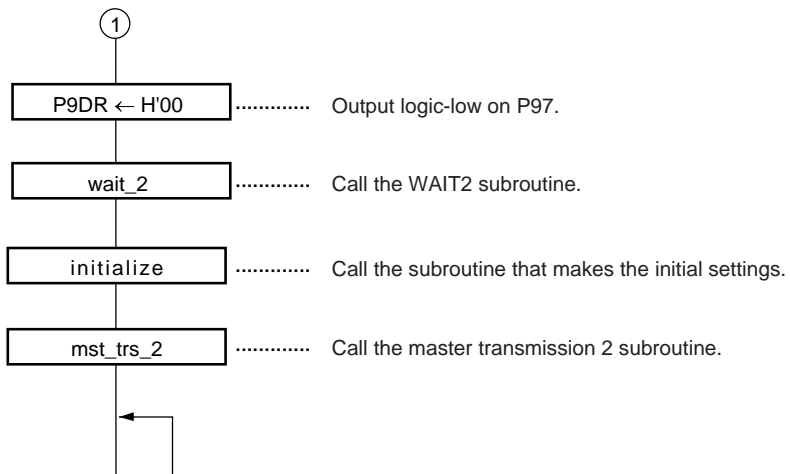 1
P9DR ← H'00 ............. Output logic-low on P97.
wait_2 ............. Call the WAIT2 subroutine.
initialize ............. Call the subroutine that makes the initial settings.
mst_trs_2 ............. Call the master transmission 2 subroutine.